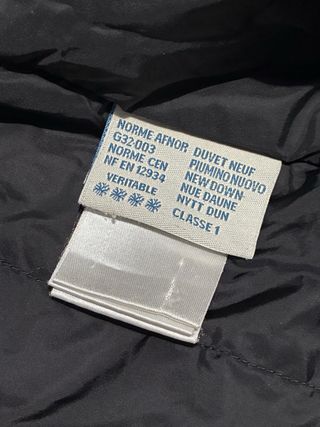 NORME AFNOR
G32.003
NORME CEN
NF EN 12934
VERITABLE
DUVET NEUF
PIUMINO NUOVO
NEW DOWN
NUE DAUNE
NYTT DUN
CLASSE 1